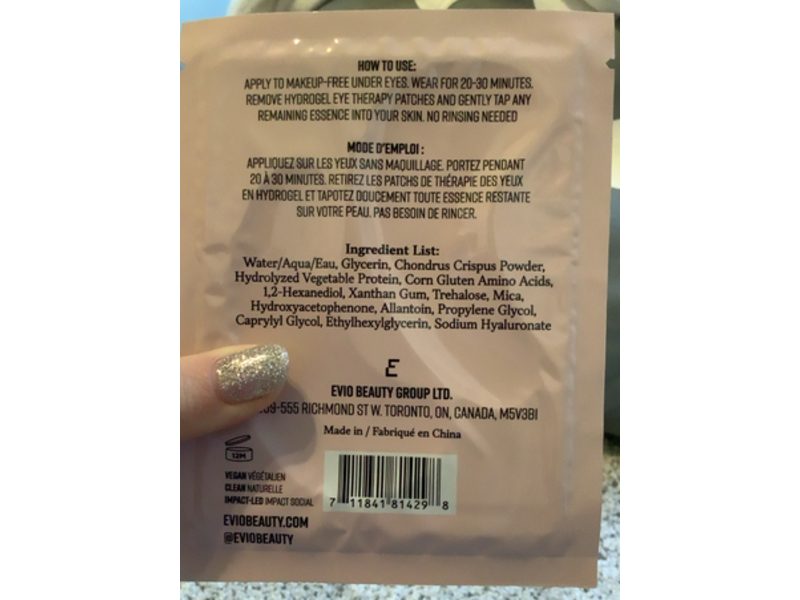 HOW TO USE:
APPLY TO MAKEUP-FREE UNDER EYES. WEAR FOR 20-30 MINUTES.
REMOVE HYDROGEL EYE THERAPY PATCHES AND GENTLY TAP ANY
REMAINING ESSENCE INTO YOUR SKIN. NO RINSING NEEDED
MODE D'EMPLOI :
APPLIQUEZ SUR LES YEUX SANS MAQUILLAGE. PORTEZ PENDANT
20 À 30 MINUTES. RETIREZ LES PATCHS DE THÉRAPIE DES YEUX
EN HYDROGEL ET TAPOTEZ DOUCEMENT TOUTE ESSENCE RESTANTE
SUR VOTRE PEAU. PAS BESOIN DE RINCER.
Ingredient List:
Water/Aqua/Eau, Glycerin, Chondrus Crispus Powder,
Hydrolyzed Vegetable Protein, Corn Gluten Amino Acids,
1,2-Hexanediol, Xanthan Gum, Trehalose, Mica,
Hydroxyacetophenone, Allantoin, Propylene Glycol,
Caprylyl Glycol, Ethylhexylglycerin, Sodium Hyaluronate
E
EVIO BEAUTY GROUP LTD.
09-555 RICHMOND ST W. TORONTO, ON, CANADA, M5V3B1
Made in / Fabriqué en China
12M
VEGAN VÉGÉTALIEN
CLEAN NATURELLE
IMPACT-LED IMPACT SOCIAL
7 11841 81429 8
EVIOBEAUTY.COM
@EVIOBEAUTY